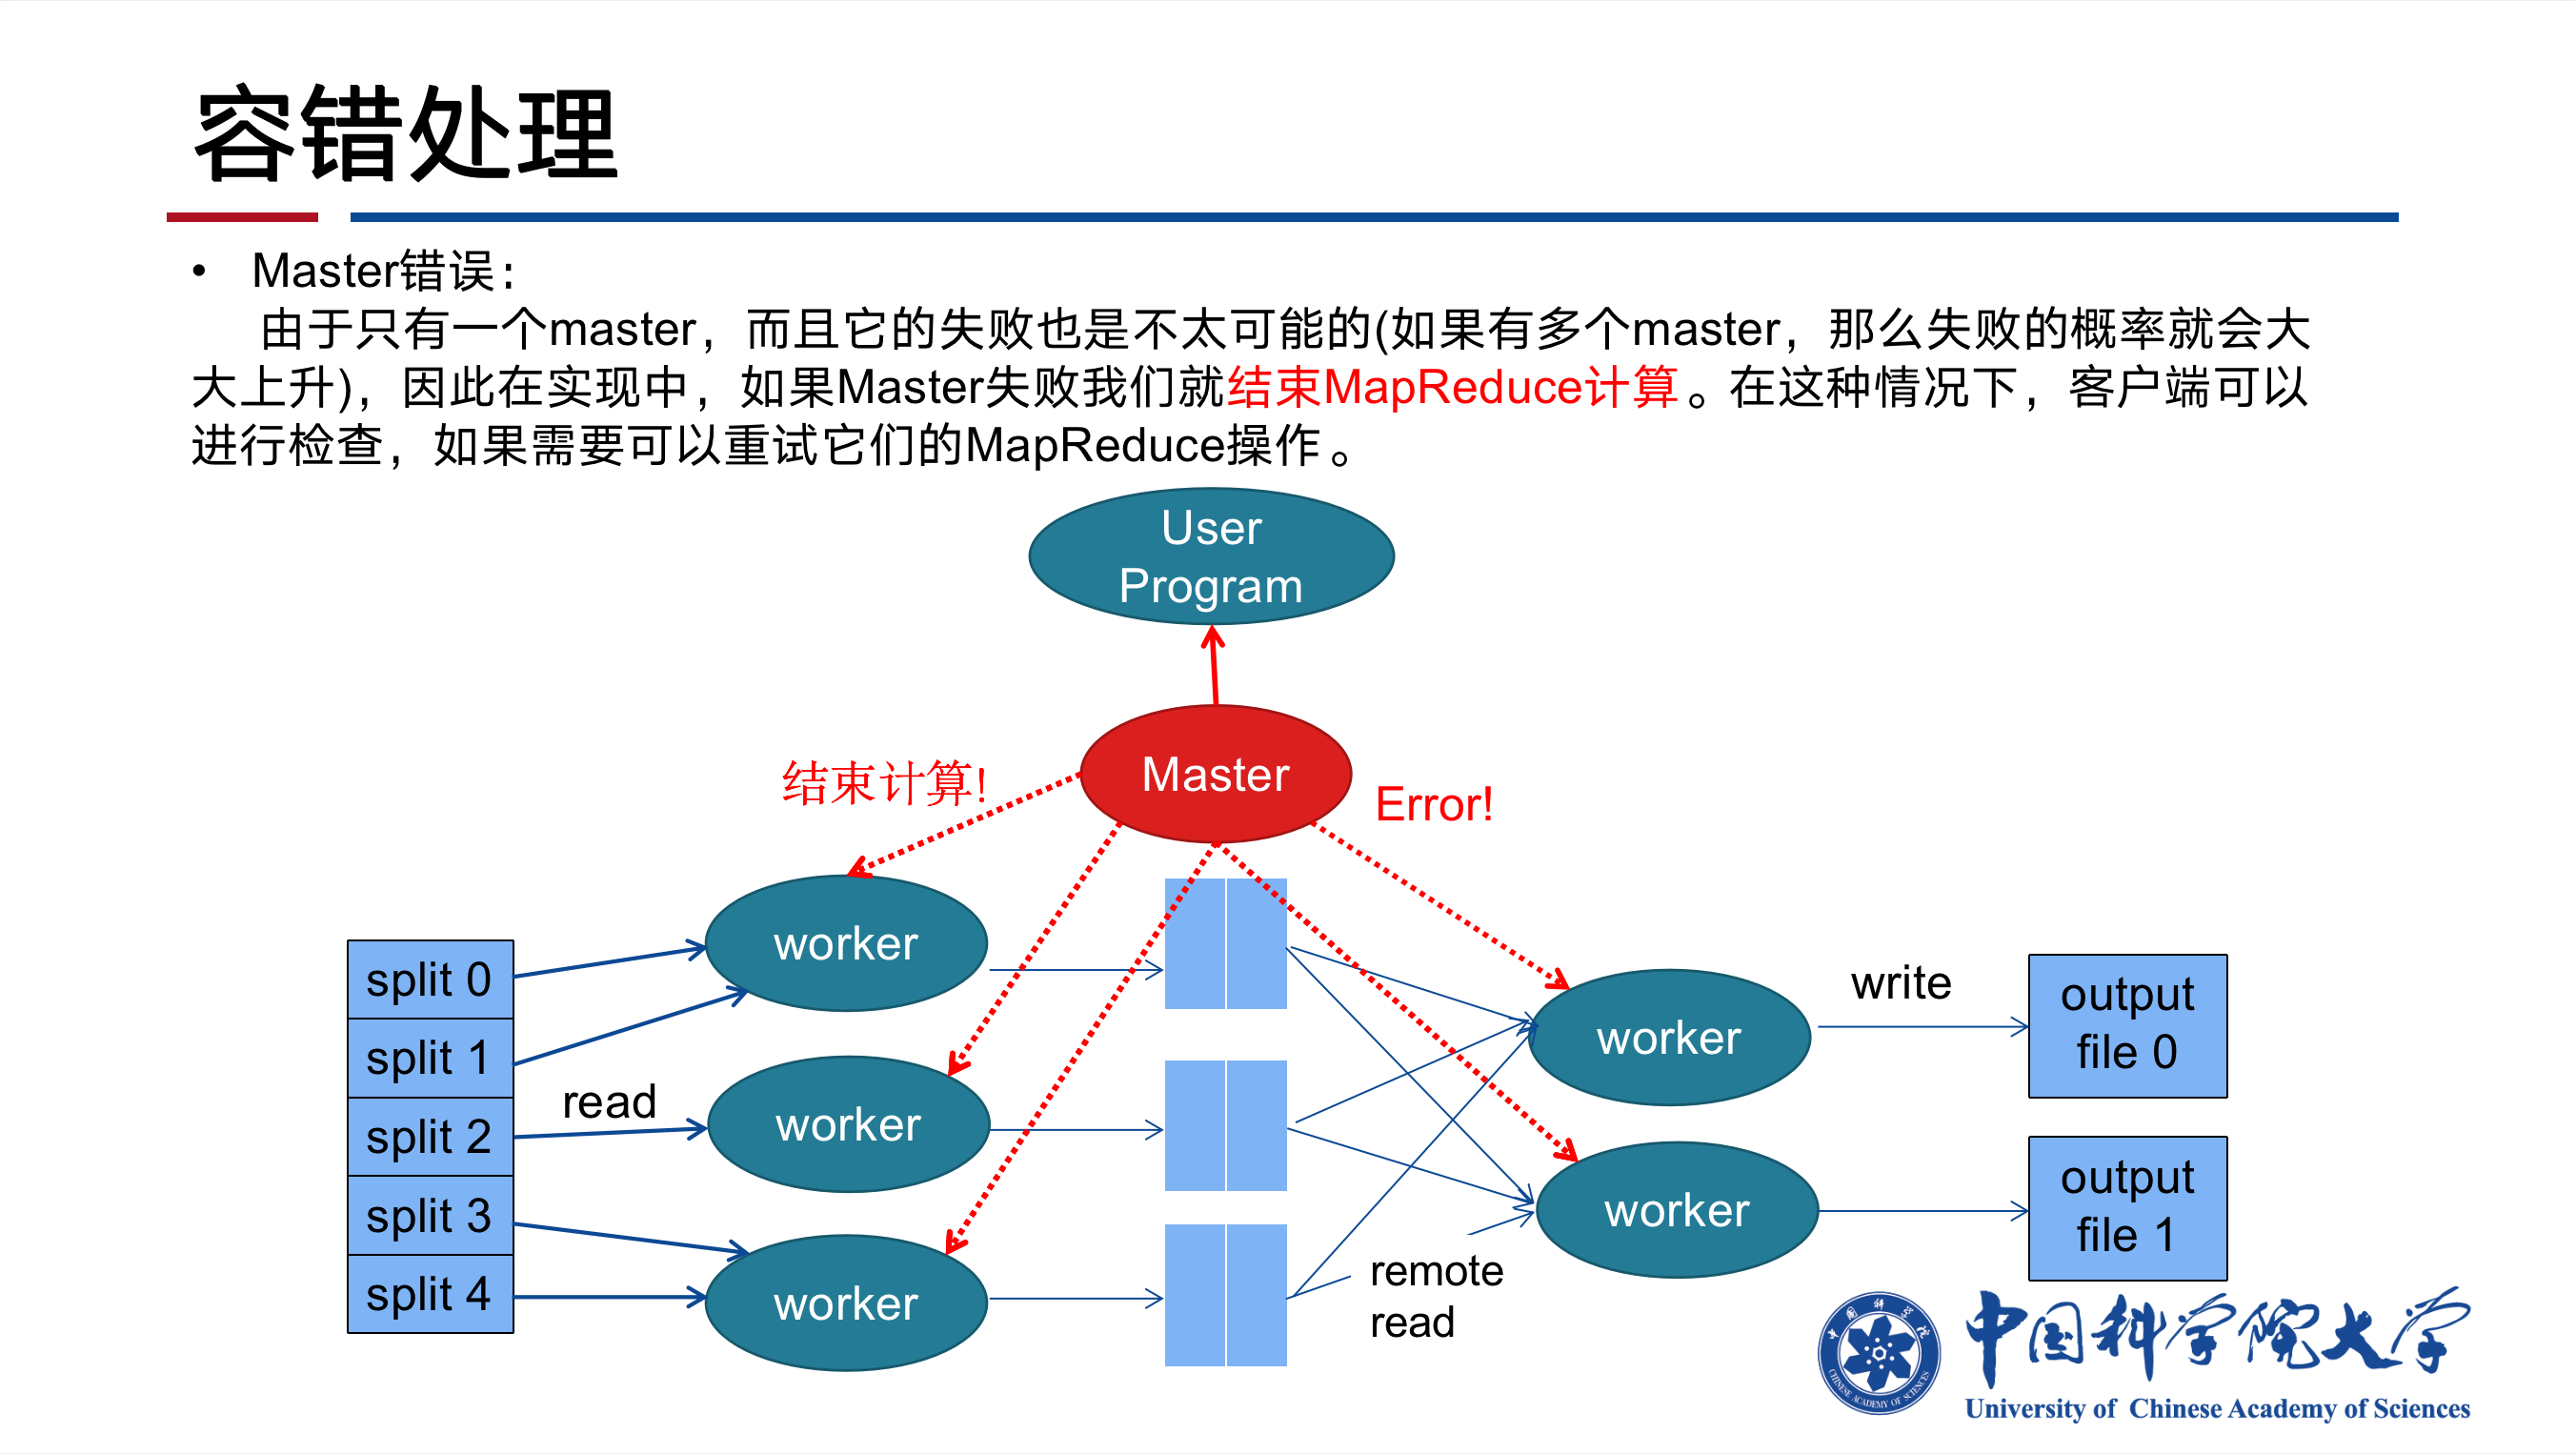 容错处理
• Master错误：
由于只有一个master，而且它的失败也是不太可能的(如果有多个master，那么失败的概率就会大
大上升)，因此在实现中，如果Master失败我们就结束MapReduce计算。在这种情况下，客户端可以
进行检查，如果需要可以重试它们的MapReduce操作。
User
Program
Master
结束计算!
Error!
worker
split 0
split 1
split 2
split 3
split 4
read
worker
worker
worker
worker
write
output
file 0
output
file 1
remote
read
中国科学院大学
CHINESE ACADEMY OF SCIENCES
University of Chinese Academy of Sciences